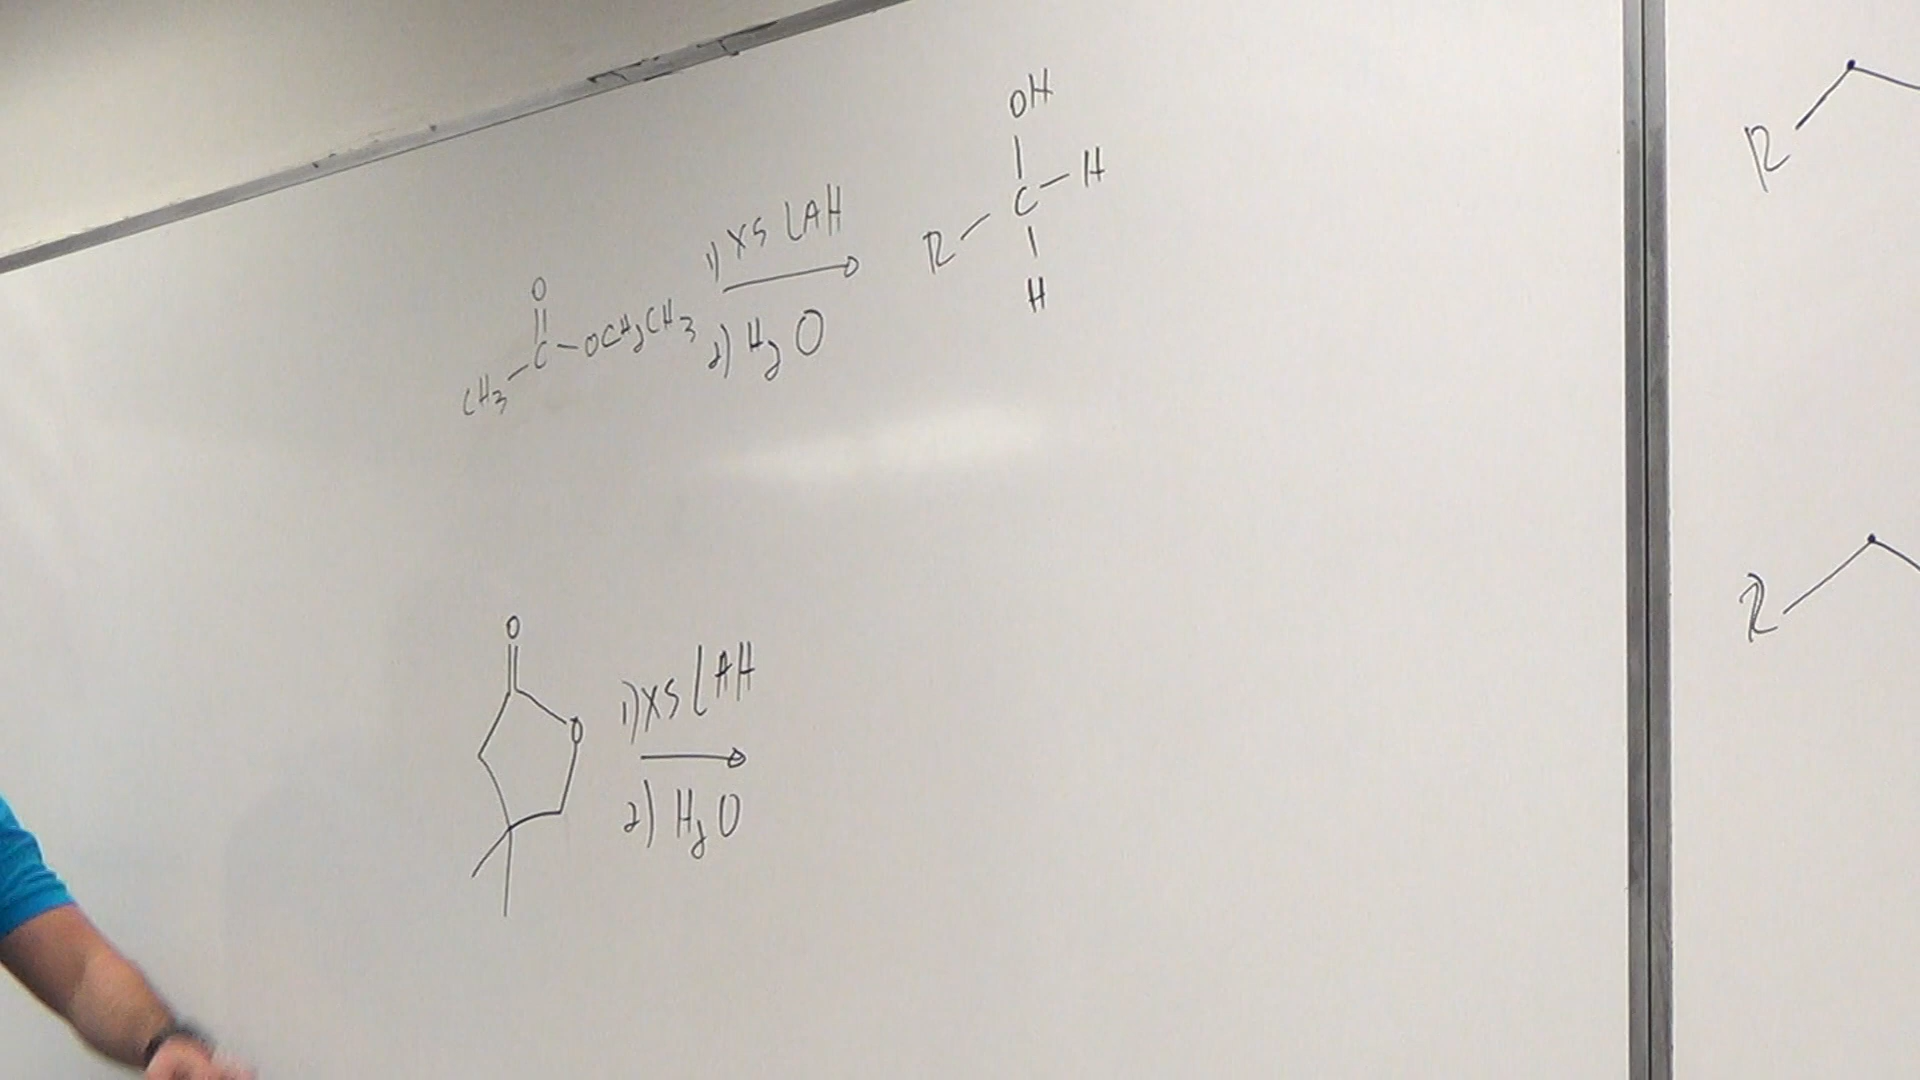 OH
R - C - H
H
1) XS LAH
2) H2O
O
CH3 - C - OCH2CH3
O
O
1) XS LAH
2) H2O
R
R